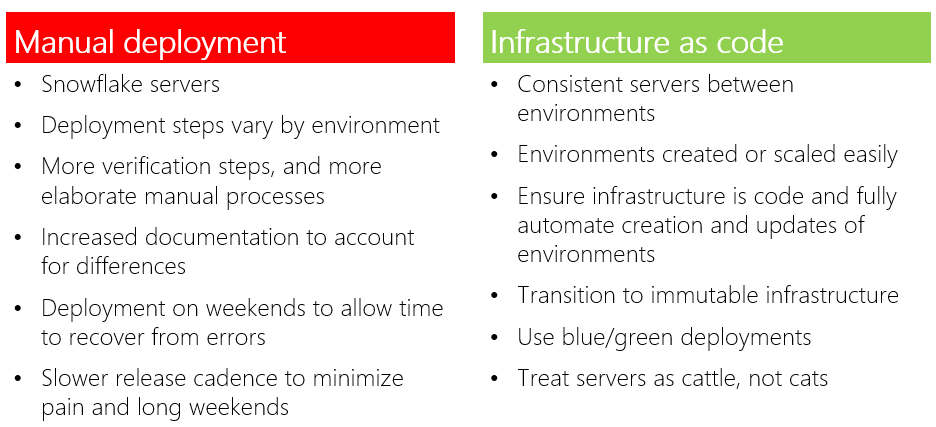 Manual deployment
• Snowflake servers
• Deployment steps vary by environment
• More verification steps, and more
elaborate manual processes
• Increased documentation to account
for differences
• Deployment on weekends to allow time
to recover from errors
• Slower release cadence to minimize
pain and long weekends
Infrastructure as code
• Consistent servers between
environments
• Environments created or scaled easily
• Ensure infrastructure is code and fully
automate creation and updates of
environments
• Transition to immutable infrastructure
• Use blue/green deployments
• Treat servers as cattle, not cats